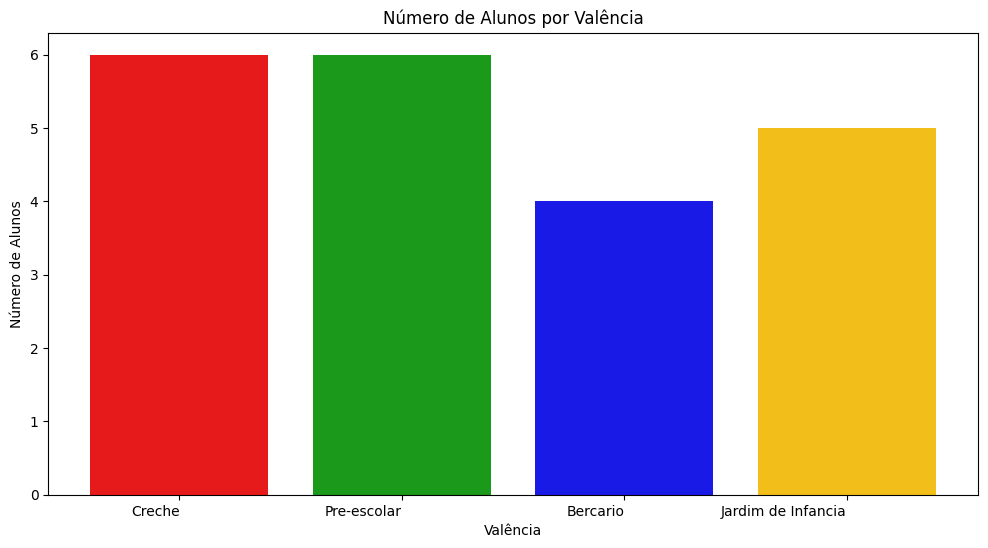 Número de Alunos por Valência
Número de Alunos
6
5
4
3
2
1
0
Creche Pre-escolar Bercario Jardim de Infancia
Valência